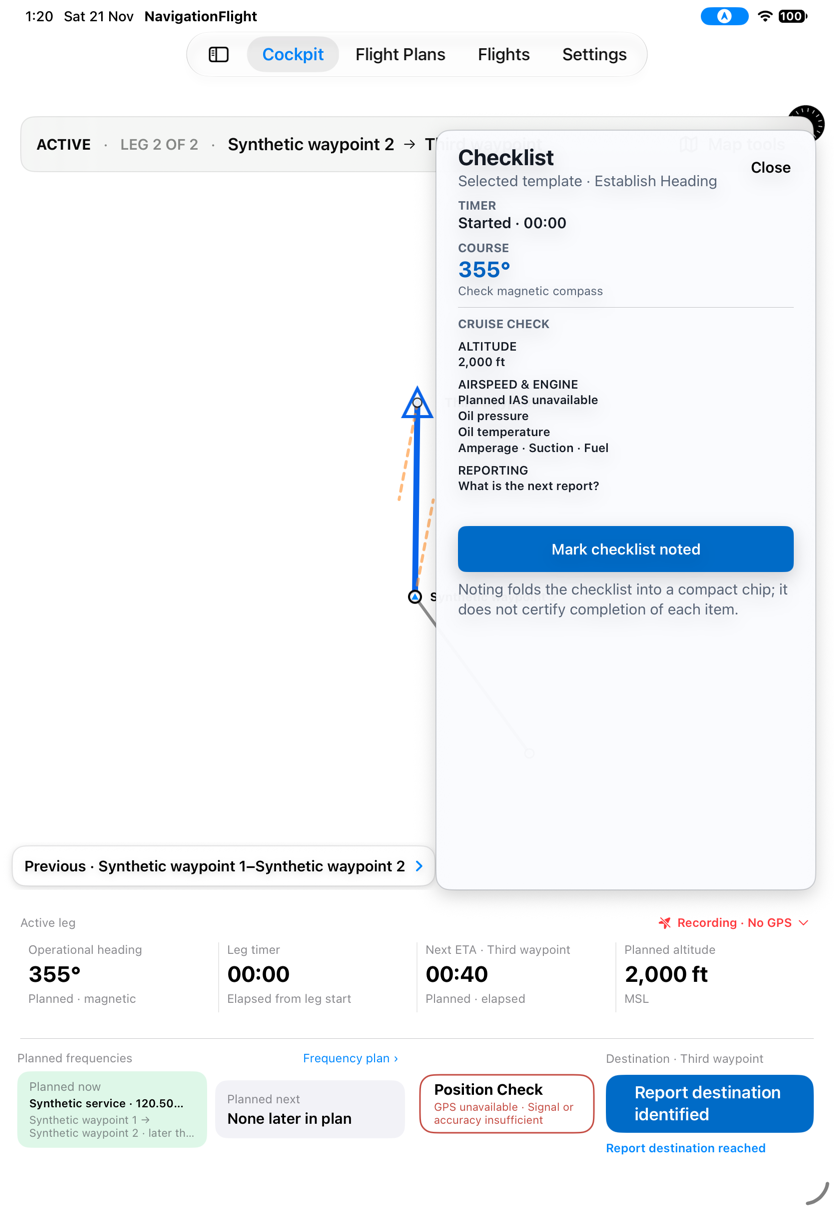 1:20 Sat 21 Nov NavigationFlight
100
Cockpit Flight Plans Flights Settings
ACTIVE · LEG 2 OF 2 · Synthetic waypoint 2 → Third waypoint
Map tools
Checklist
Close
Selected template · Establish Heading
TIMER
Started · 00:00
COURSE
355°
Check magnetic compass
CRUISE CHECK
ALTITUDE
2,000 ft
AIRSPEED & ENGINE
Planned IAS unavailable
Oil pressure
Oil temperature
Amperage · Suction · Fuel
REPORTING
What is the next report?
Mark checklist noted
Noting folds the checklist into a compact chip; it
does not certify completion of each item.
Previous · Synthetic waypoint 1–Synthetic waypoint 2
Active leg
Recording · No GPS
Operational heading
355°
Planned · magnetic
Leg timer
00:00
Elapsed from leg start
Next ETA · Third waypoint
00:40
Planned · elapsed
Planned altitude
2,000 ft
MSL
Planned frequencies
Frequency plan ›
Destination · Third waypoint
Planned now
Synthetic service · 120.50...
Synthetic waypoint 1 →
Synthetic waypoint 2 · later th...
Planned next
None later in plan
Position Check
GPS unavailable · Signal or
accuracy insufficient
Report destination
identified
Report destination reached